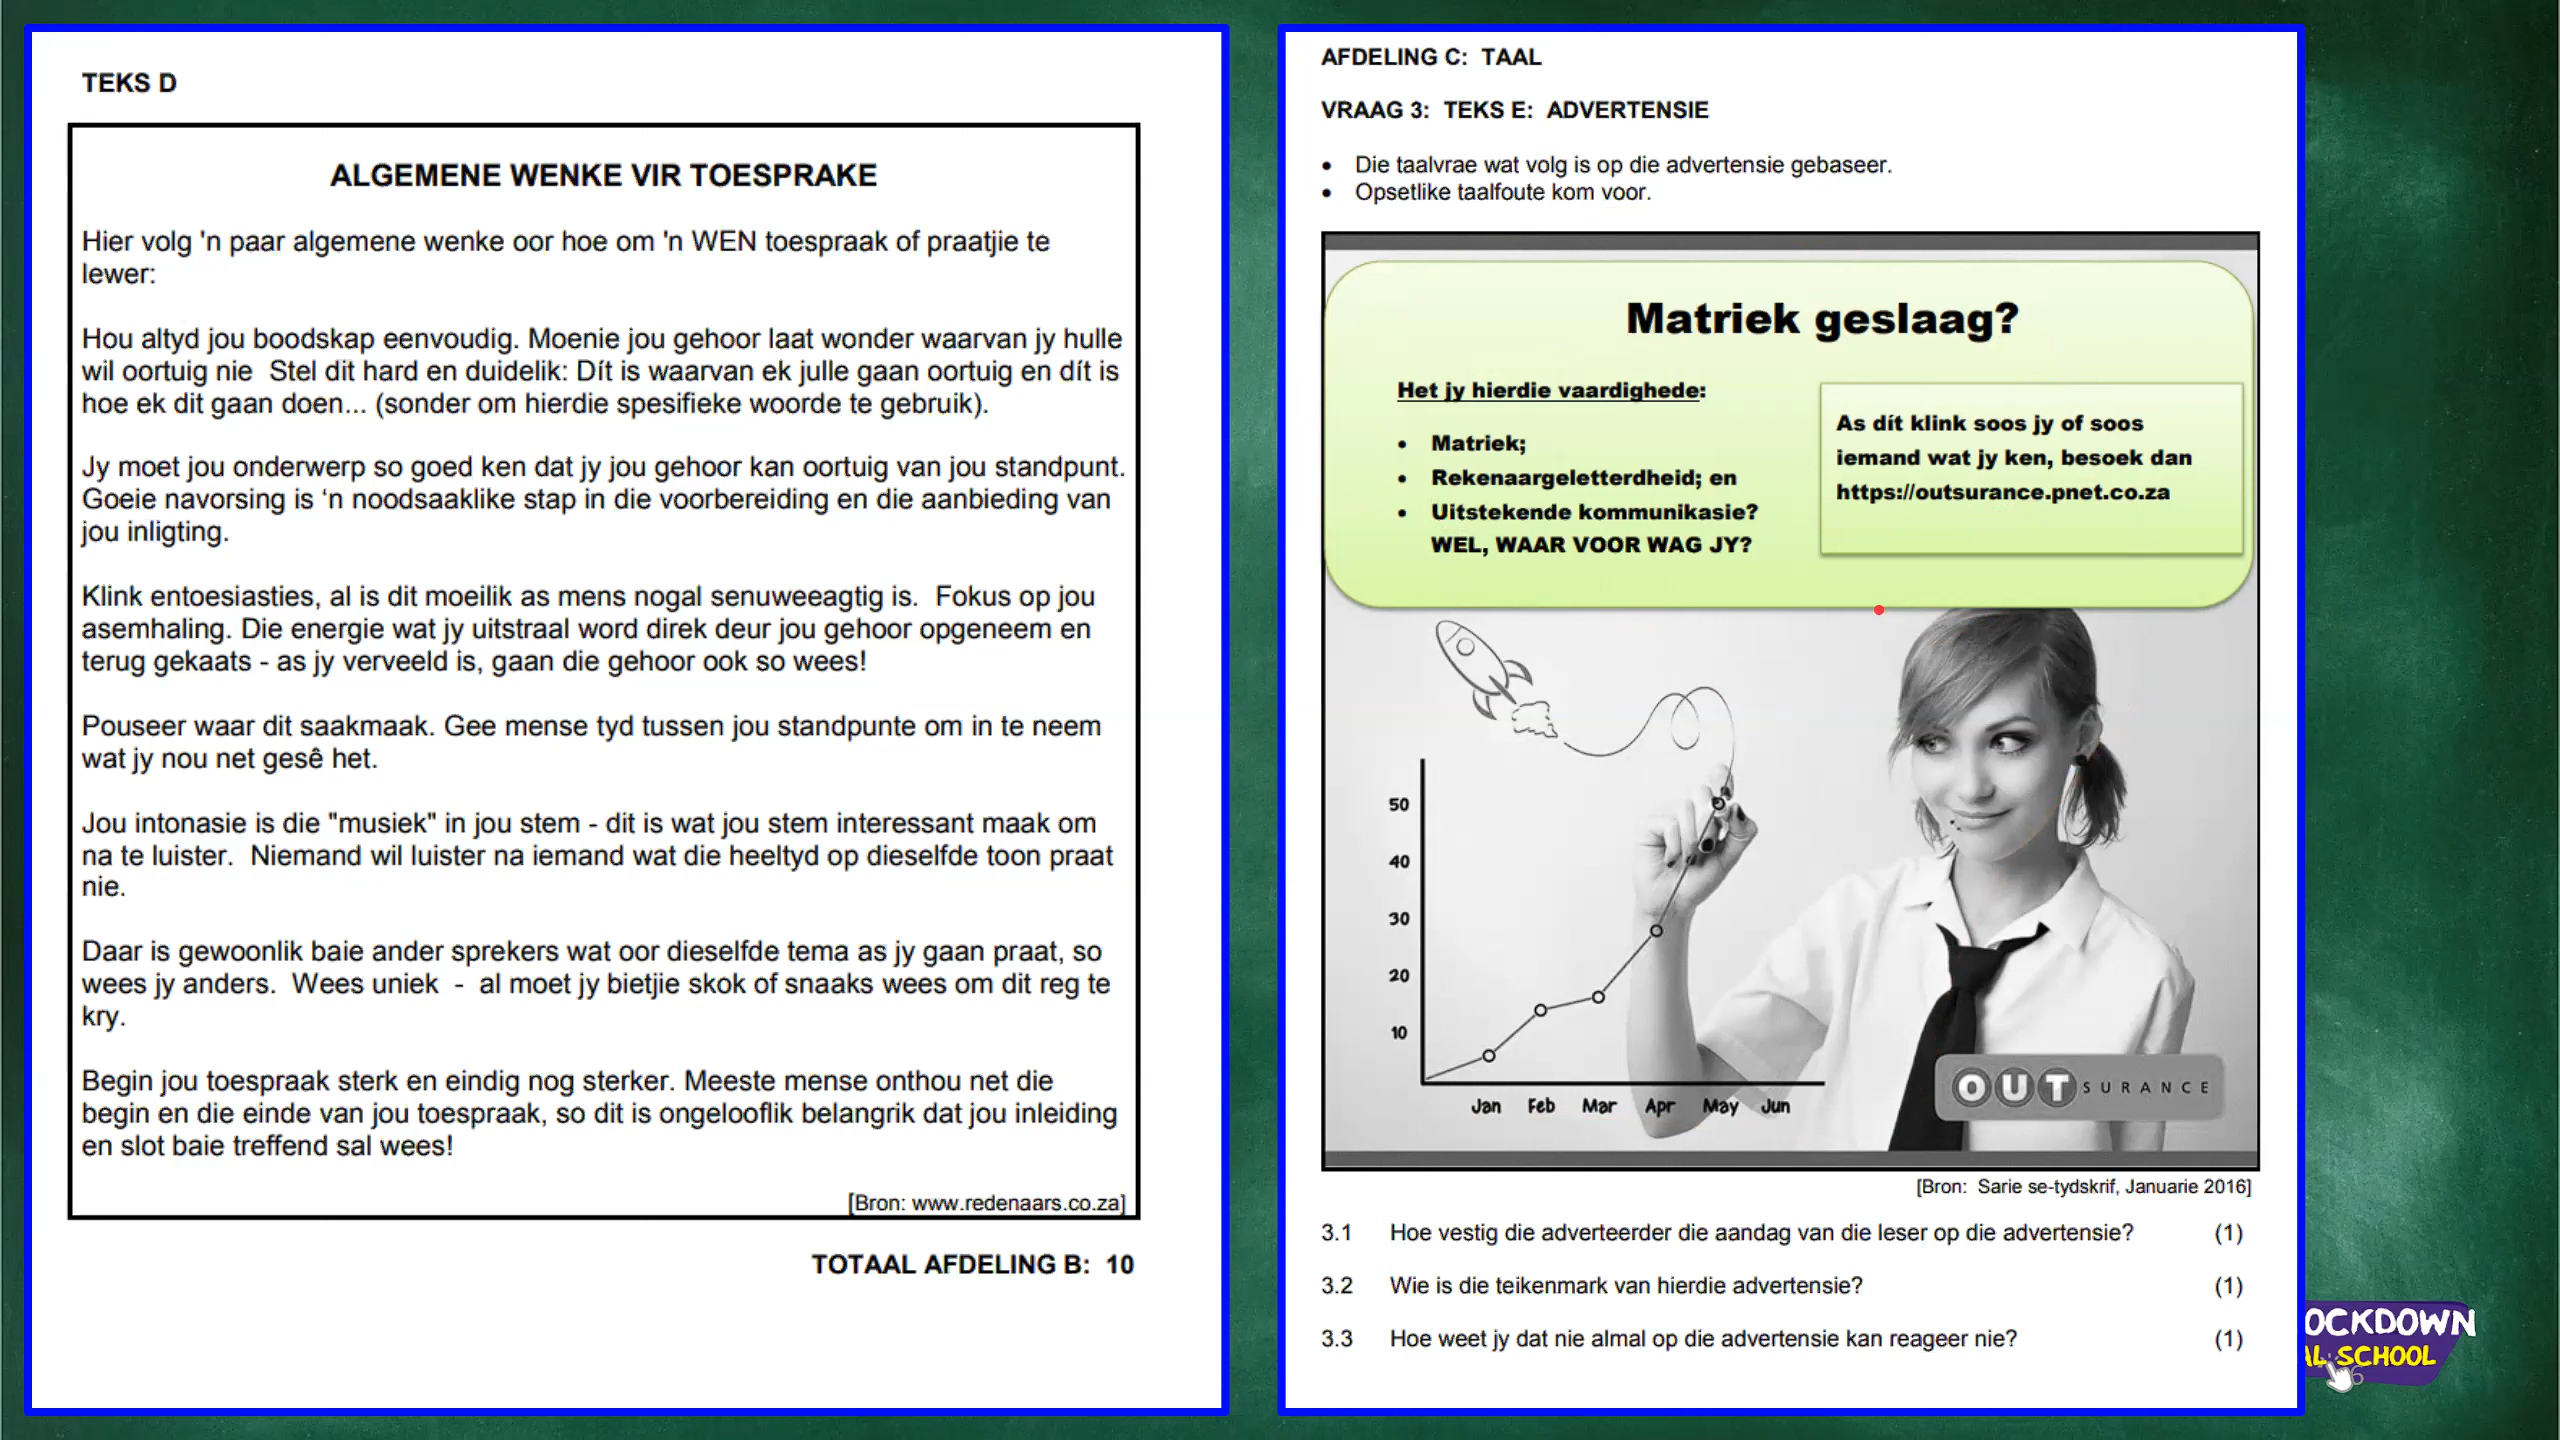 TEKS D
ALGEMENE WENKE VIR TOESPRAKE
Hier volg 'n paar algemene wenke oor hoe om 'n WEN toespraak of praatjie te
lewer:
Hou altyd jou boodskap eenvoudig. Moenie jou gehoor laat wonder waarvan jy hulle
wil oortuig nie  Stel dit hard en duidelik: Dít is waarvan ek julle gaan oortuig en dít is
hoe ek dit gaan doen... (sonder om hierdie spesifieke woorde te gebruik).
Jy moet jou onderwerp so goed ken dat jy jou gehoor kan oortuig van jou standpunt.
Goeie navorsing is ‘n noodsaaklike stap in die voorbereiding en die aanbieding van
jou inligting.
Klink entoesiasties, al is dit moeilik as mens nogal senuweeagtig is.  Fokus op jou
asemhaling. Die energie wat jy uitstraal word direk deur jou gehoor opgeneem en
terug gekaats - as jy verveeld is, gaan die gehoor ook so wees!
Pouseer waar dit saakmaak. Gee mense tyd tussen jou standpunte om in te neem
wat jy nou net gesê het.
Jou intonasie is die "musiek" in jou stem - dit is wat jou stem interessant maak om
na te luister.  Niemand wil luister na iemand wat die heeltyd op dieselfde toon praat
nie.
Daar is gewoonlik baie ander sprekers wat oor dieselfde tema as jy gaan praat, so
wees jy anders.  Wees uniek  -  al moet jy bietjie skok of snaaks wees om dit reg te
kry.
Begin jou toespraak sterk en eindig nog sterker. Meeste mense onthou net die
begin en die einde van jou toespraak, so dit is ongelooflik belangrik dat jou inleiding
en slot baie treffend sal wees!
[Bron: www.redenaars.co.za]
TOTAAL AFDELING B:  10
AFDELING C:  TAAL
VRAAG 3:  TEKS E:  ADVERTENSIE
• Die taalvrae wat volg is op die advertensie gebaseer.
• Opsetlike taalfoute kom voor.
Matriek geslaag?
Het jy hierdie vaardighede:
• Matriek;
• Rekenaargeletterdheid; en
• Uitstekende kommunikasie?
WEL, WAAR VOOR WAG JY?
As dít klink soos jy of soos
iemand wat jy ken, besoek dan
https://outsurance.pnet.co.za
50
40
30
20
10
Jan Feb Mar Apr May Jun
OUTSURANCE
[Bron:  Sarie se-tydskrif, Januarie 2016]
3.1 Hoe vestig die adverteerder die aandag van die leser op die advertensie? (1)
3.2 Wie is die teikenmark van hierdie advertensie? (1)
3.3 Hoe weet jy dat nie almal op die advertensie kan reageer nie? (1)
OCKDOWN
AL SCHOOL